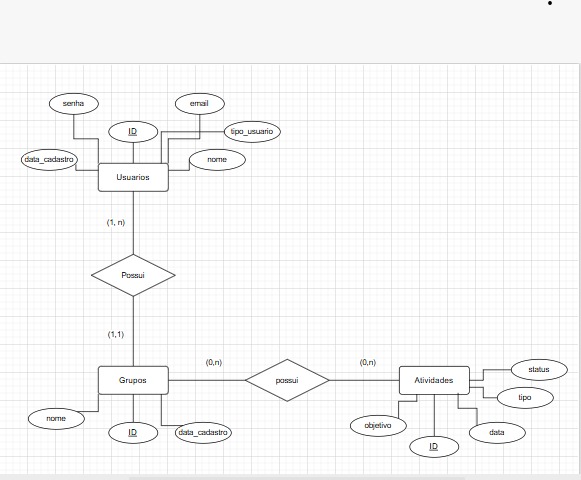 senha
email
ID
tipo_usuario
data_cadastro
nome
Usuarios
(1, n)
Possui
(1,1)
(0,n)
(0,n)
Grupos
possui
Atividades
status
tipo
nome
ID
data_cadastro
objetivo
data
ID